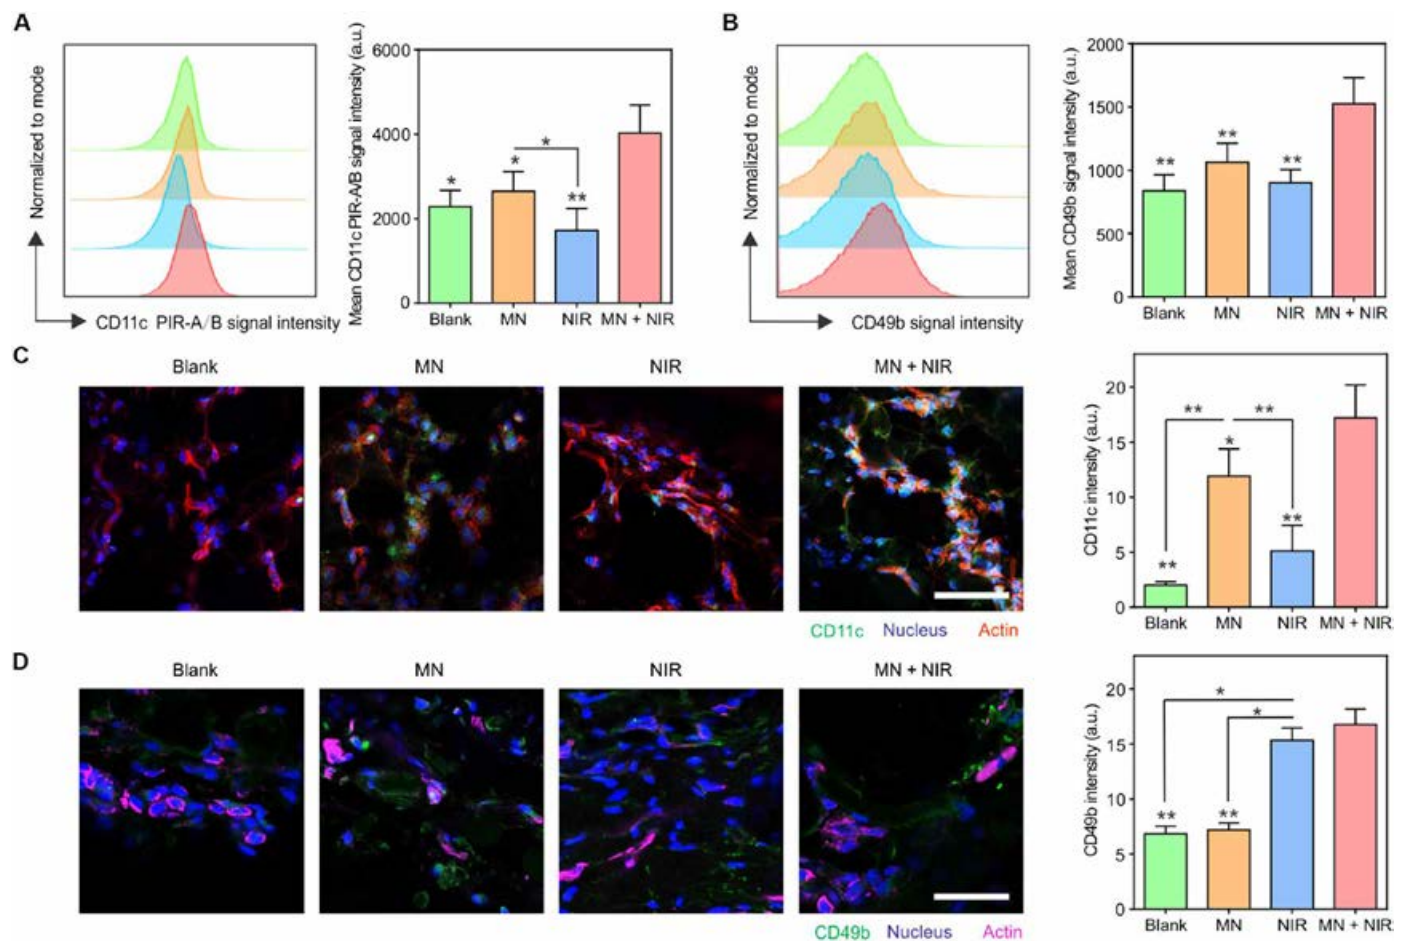 A
B
Normalized to mode
CD11c PIR-A/B signal intensity
Mean CD11c PIR-A/B signal intensity (a.u.)
6000
4000
2000
0
*
*
*
**
Blank MN NIR MN + NIR
Normalized to mode
CD49b signal intensity
Mean CD49b signal intensity (a.u.)
2000
1500
1000
500
0
**
**
**
Blank MN NIR MN + NIR
C
Blank MN NIR MN + NIR
CD11c Nucleus Actin
CD11c intensity (a.u.)
20
15
10
5
0
** **
*
**
**
Blank MN NIR MN + NIR
D
Blank MN NIR MN + NIR
CD49b Nucleus Actin
CD49b intensity (a.u.)
20
15
10
5
0
*
*
** **
Blank MN NIR MN + NIR